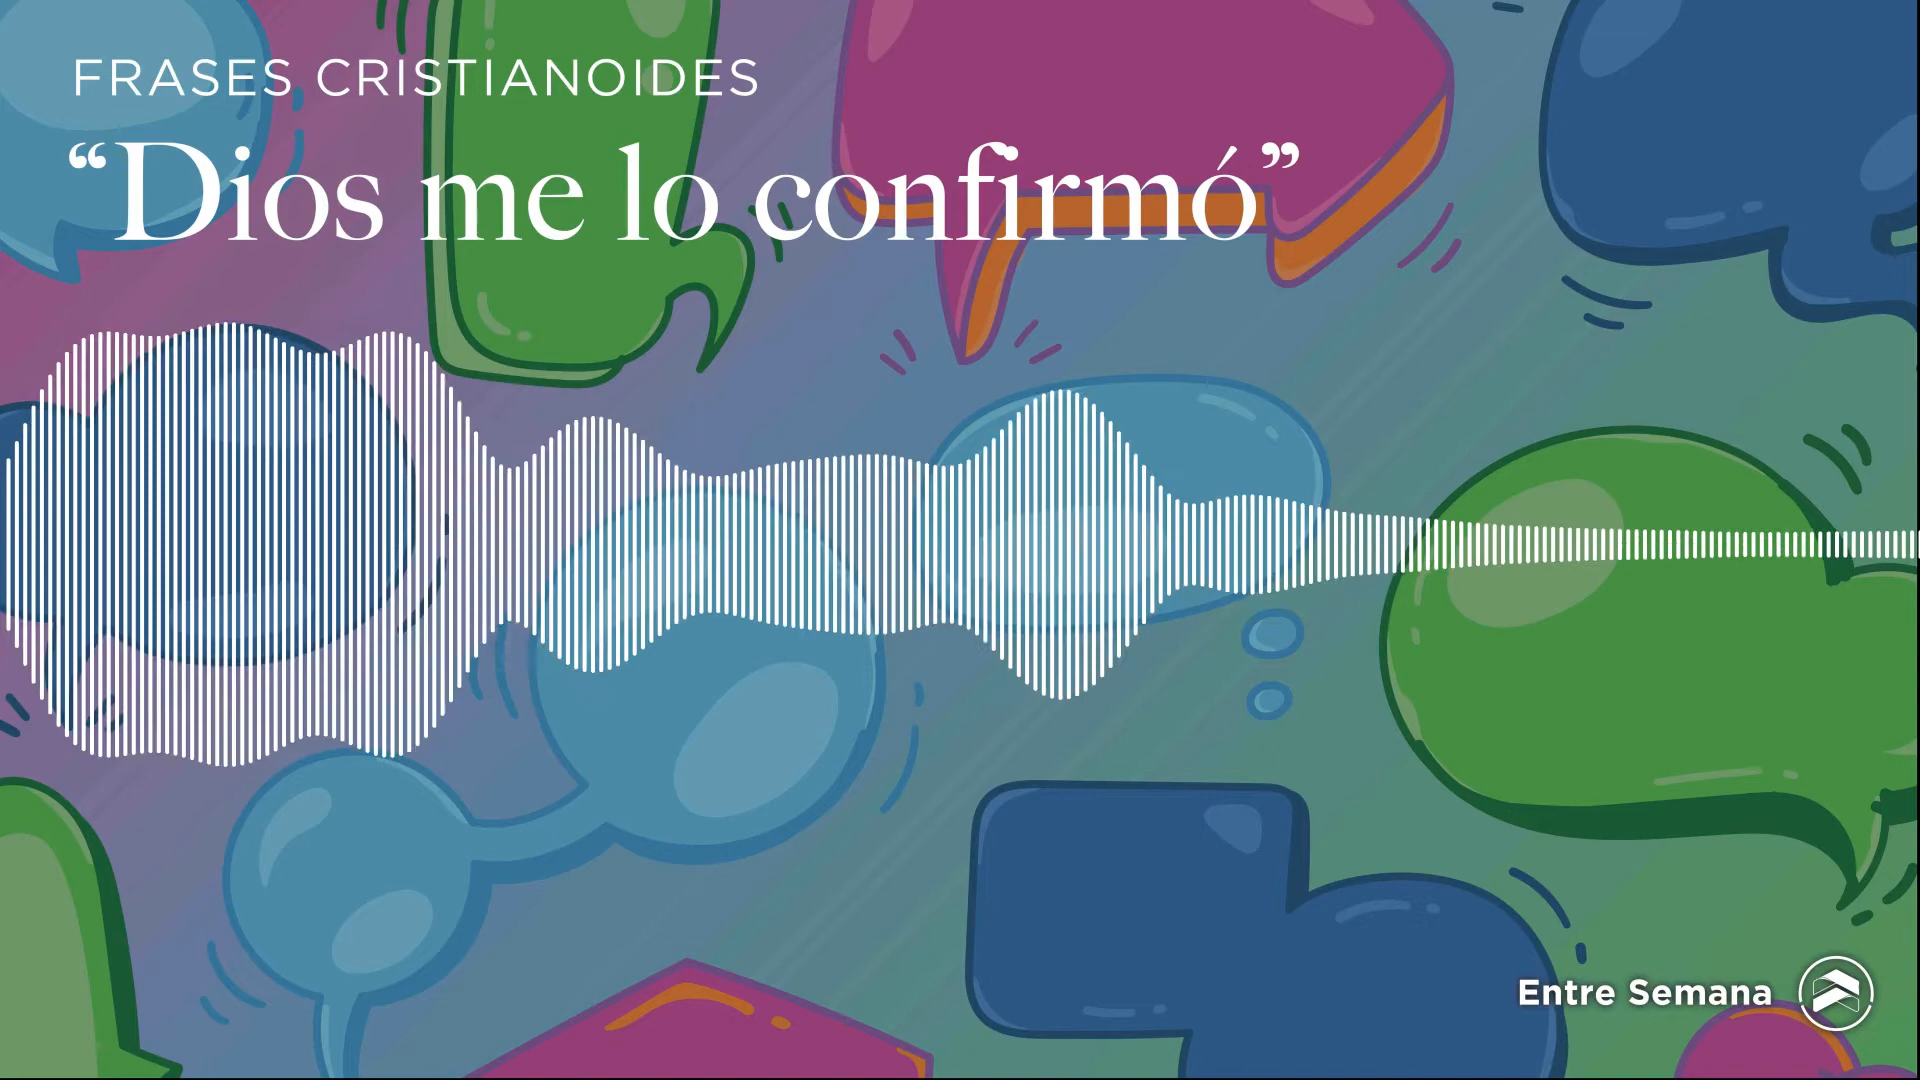 FRASES CRISTIANOIDES
“Dios me lo confirmó”
Entre Semana